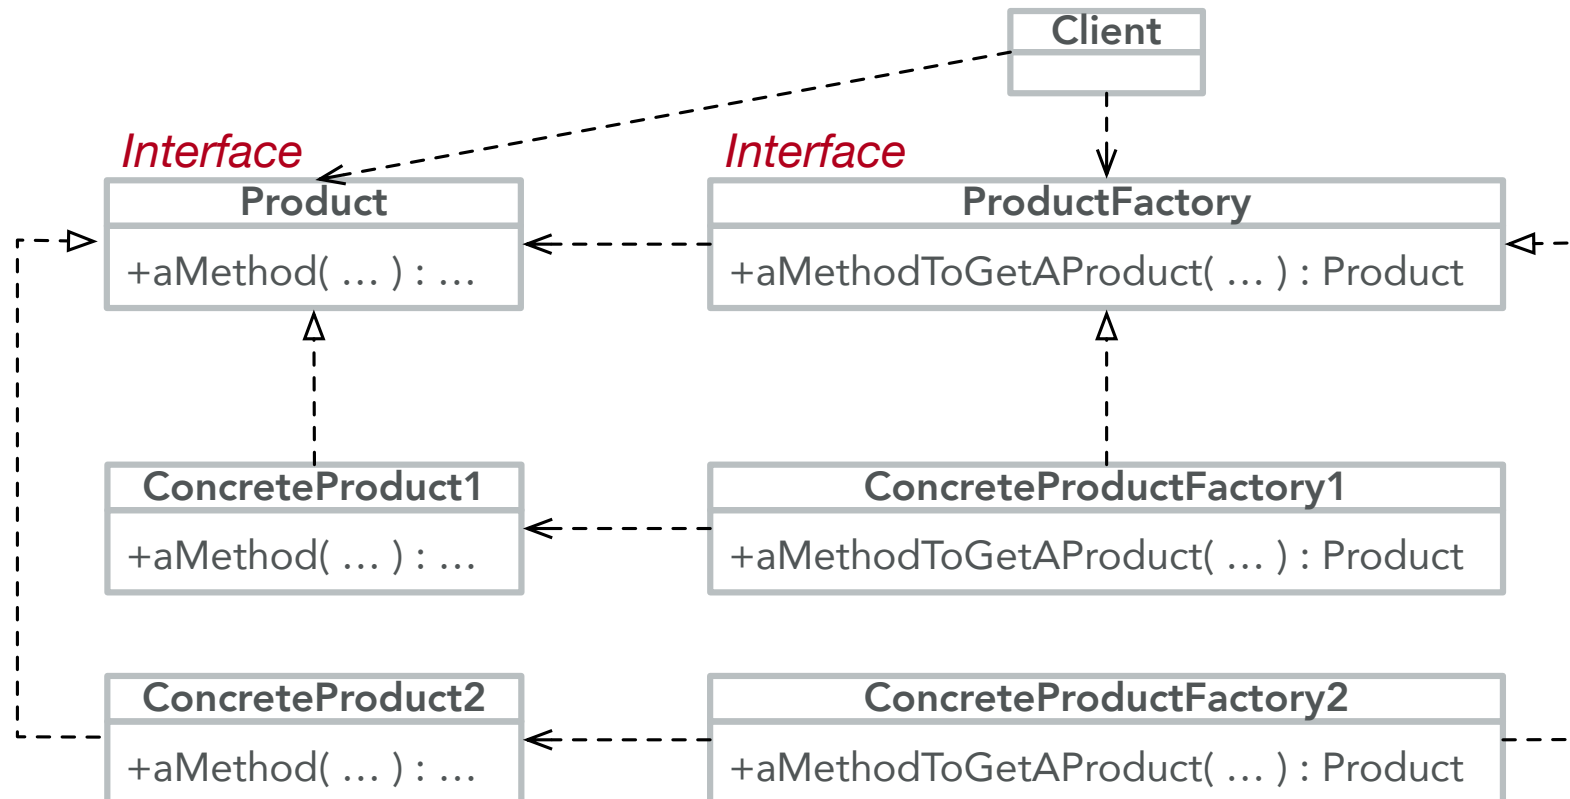 Client
Interface
Interface
Product
ProductFactory
+aMethod( … ) : …
+aMethodToGetAProduct( … ) : Product
ConcreteProduct1
ConcreteProductFactory1
+aMethod( … ) : …
+aMethodToGetAProduct( … ) : Product
ConcreteProduct2
ConcreteProductFactory2
+aMethod( … ) : …
+aMethodToGetAProduct( … ) : Product